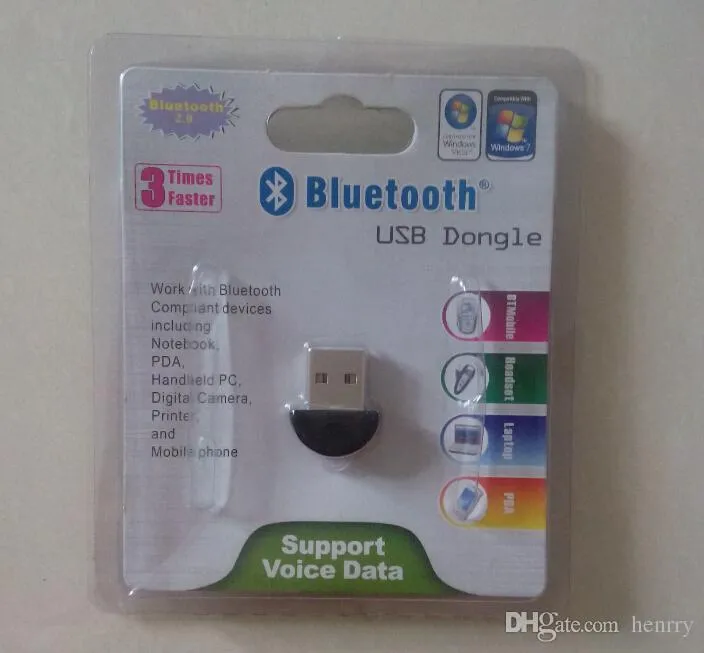 Bluetooth
2.0
Compatible With
Windows
Vista
Compatible With
Windows 7
3 Times
Faster
Bluetooth®
USB Dongle
Work with Bluetooth
Compliant devices
including
Notebook,
PDA,
Handheld PC,
Digital Camera,
Printer,
and
Mobile phone
BTMobile
Headset
Laptop
PDA
Support
Voice Data
DHgate.com henrry